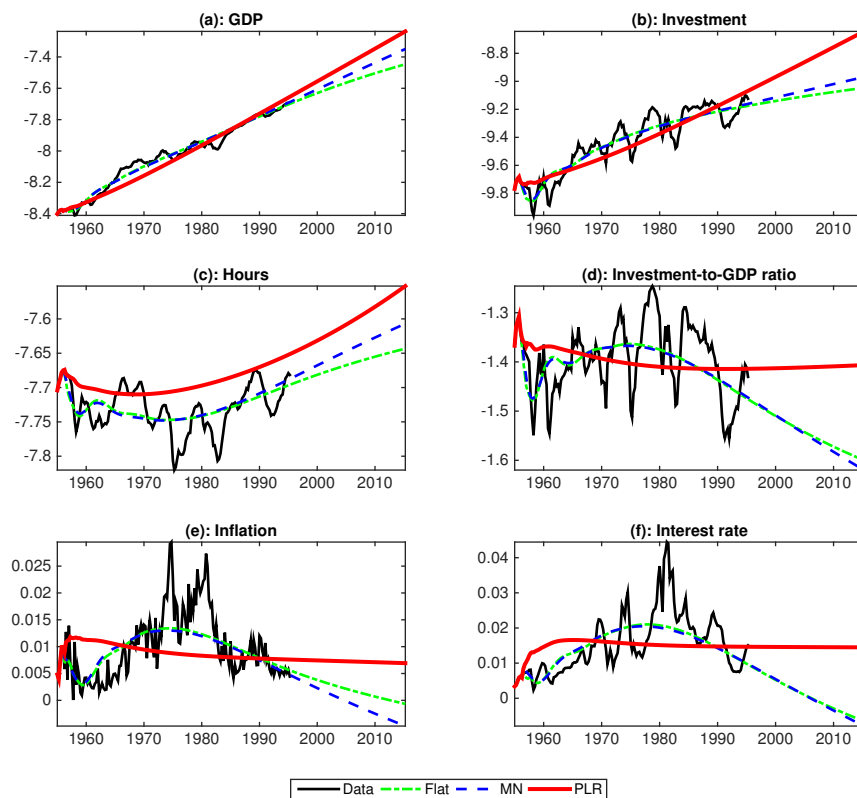 (a): GDP
-7.4
-7.6
-7.8
-8
-8.2
-8.4
1960 1970 1980 1990 2000 2010
(b): Investment
-8.8
-9
-9.2
-9.4
-9.6
-9.8
1960 1970 1980 1990 2000 2010
(c): Hours
-7.6
-7.65
-7.7
-7.75
-7.8
1960 1970 1980 1990 2000 2010
(d): Investment-to-GDP ratio
-1.3
-1.4
-1.5
-1.6
1960 1970 1980 1990 2000 2010
(e): Inflation
0.025
0.02
0.015
0.01
0.005
0
1960 1970 1980 1990 2000 2010
(f): Interest rate
0.04
0.03
0.02
0.01
0
1960 1970 1980 1990 2000 2010
Data Flat MN PLR